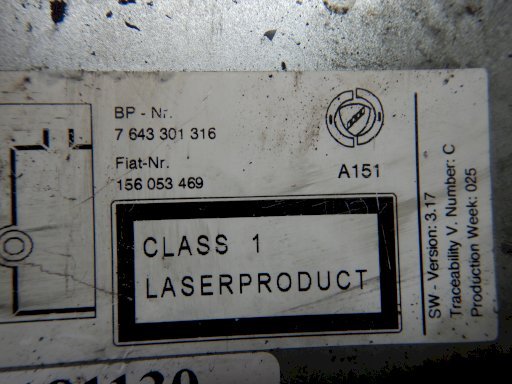 BP - Nr.
7 643 301 316
Fiat-Nr.
156 053 469
A151
CLASS 1
LASERPRODUCT
SW - Version: 3.17
Traceability V. Number: C
Production Week: 025